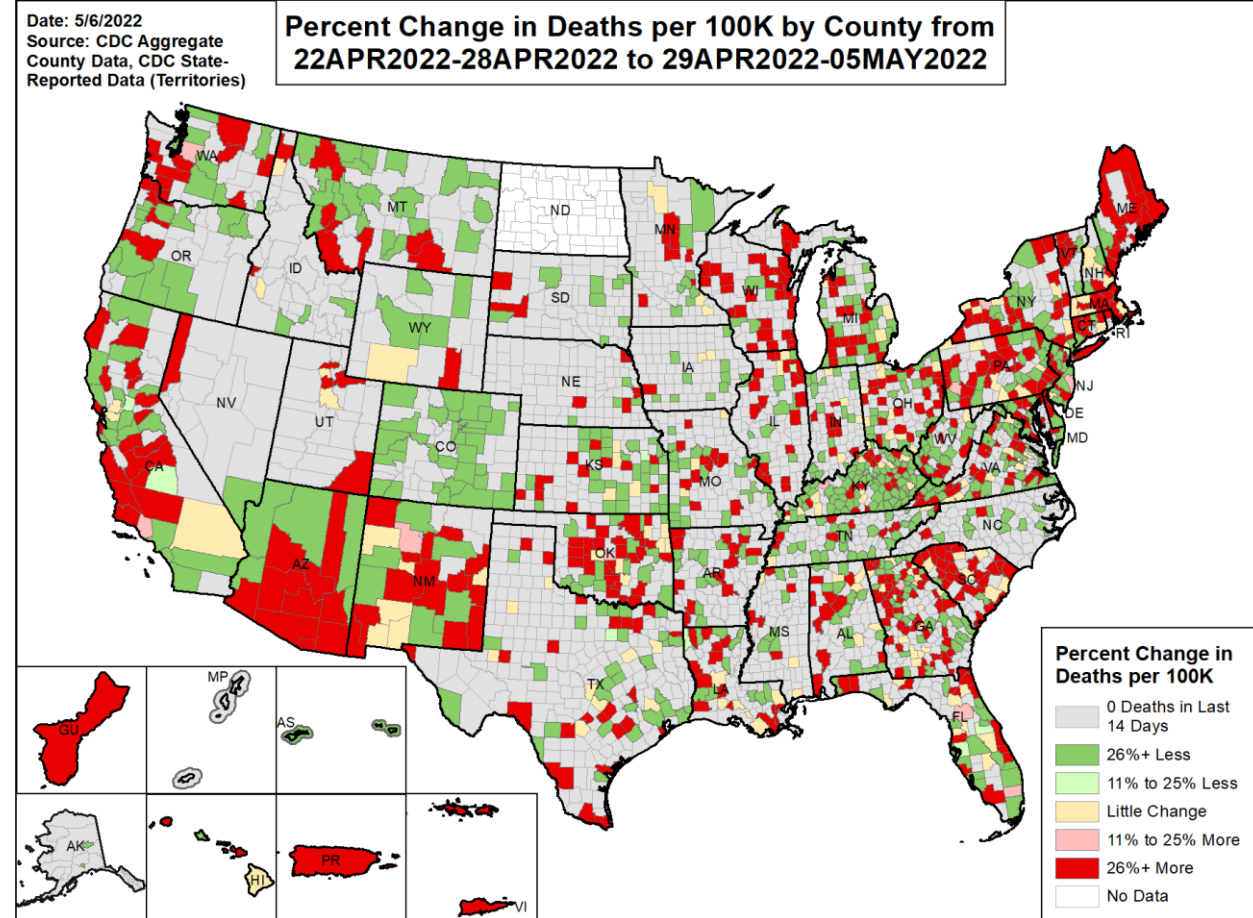 Date: 5/6/2022
Source: CDC Aggregate
County Data, CDC State-
Reported Data (Territories)
Percent Change in Deaths per 100K by County from
22APR2022-28APR2022 to 29APR2022-05MAY2022
WA
MT
ND
MN
ME
OR
ID
SD
WI
MI
VT
NH
NY
MA
CT
RI
WY
IA
NE
PA
NJ
NV
UT
CO
IL
IN
OH
DE
MD
WV
VA
CA
KS
MO
KY
NC
TN
AZ
NM
OK
AR
SC
MS
AL
GA
TX
LA
FL
GU
MP
AS
AK
HI
PR
VI
Percent Change in
Deaths per 100K
0 Deaths in Last
14 Days
26%+ Less
11% to 25% Less
Little Change
11% to 25% More
26%+ More
No Data